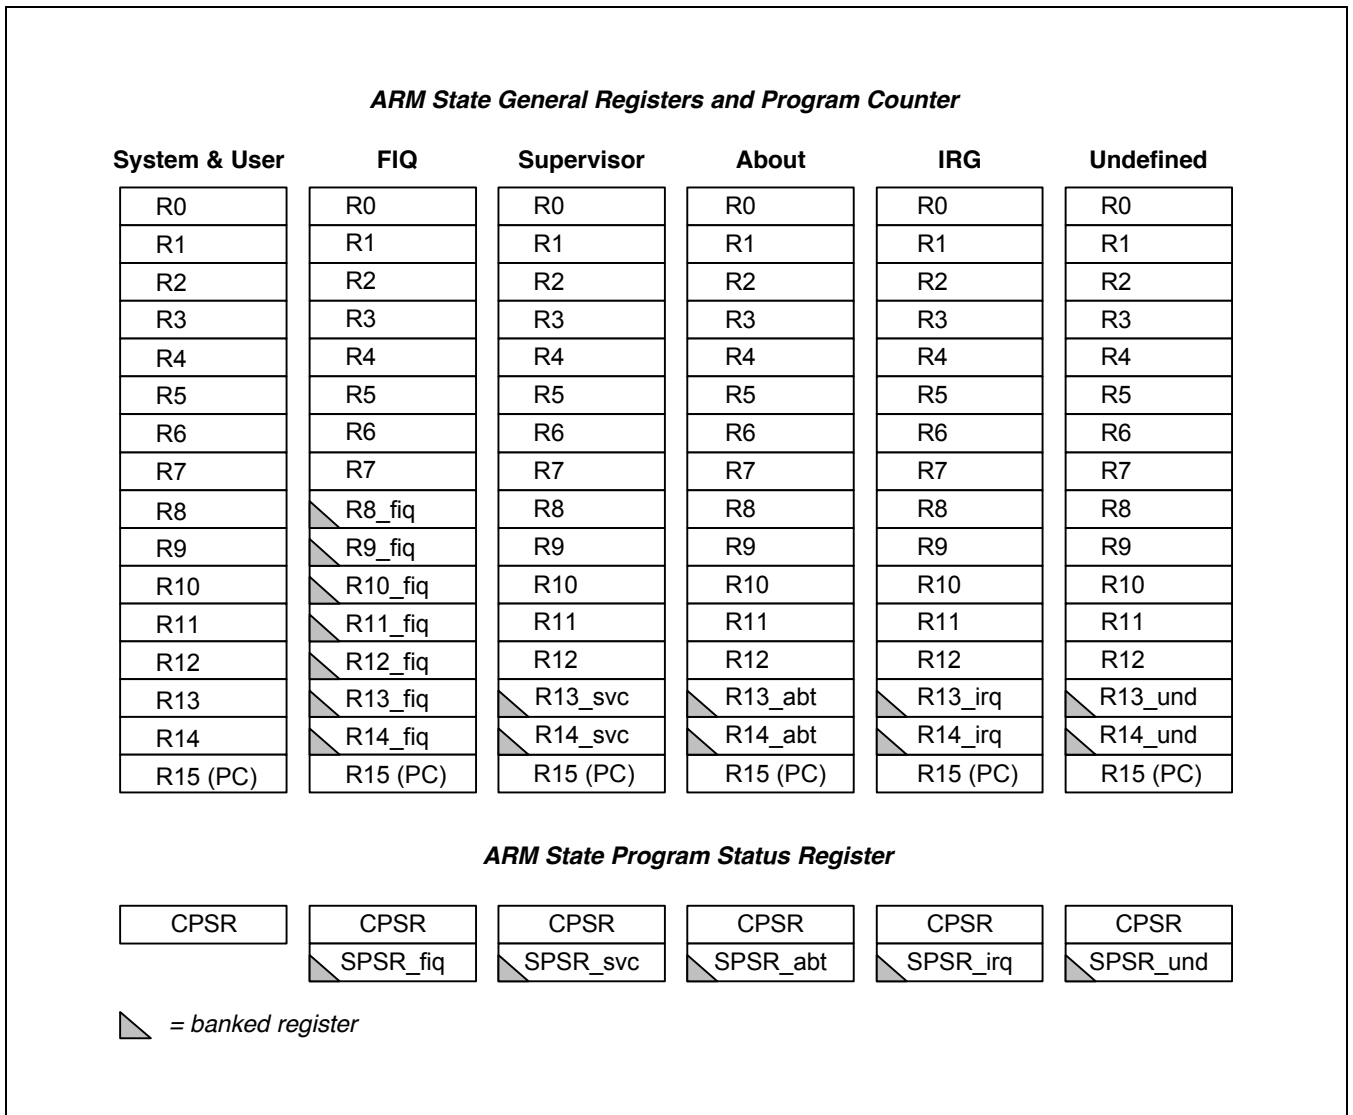 ARM State General Registers and Program Counter
System & User FIQ Supervisor About IRG Undefined
R0 R0 R0 R0 R0 R0
R1 R1 R1 R1 R1 R1
R2 R2 R2 R2 R2 R2
R3 R3 R3 R3 R3 R3
R4 R4 R4 R4 R4 R4
R5 R5 R5 R5 R5 R5
R6 R6 R6 R6 R6 R6
R7 R7 R7 R7 R7 R7
R8 R8_fiq R8 R8 R8 R8
R9 R9_fiq R9 R9 R9 R9
R10 R10_fiq R10 R10 R10 R10
R11 R11_fiq R11 R11 R11 R11
R12 R12_fiq R12 R12 R12 R12
R13 R13_fiq R13_svc R13_abt R13_irq R13_und
R14 R14_fiq R14_svc R14_abt R14_irq R14_und
R15 (PC) R15 (PC) R15 (PC) R15 (PC) R15 (PC) R15 (PC)
ARM State Program Status Register
CPSR CPSR CPSR CPSR CPSR CPSR
SPSR_fiq SPSR_svc SPSR_abt SPSR_irq SPSR_und
= banked register